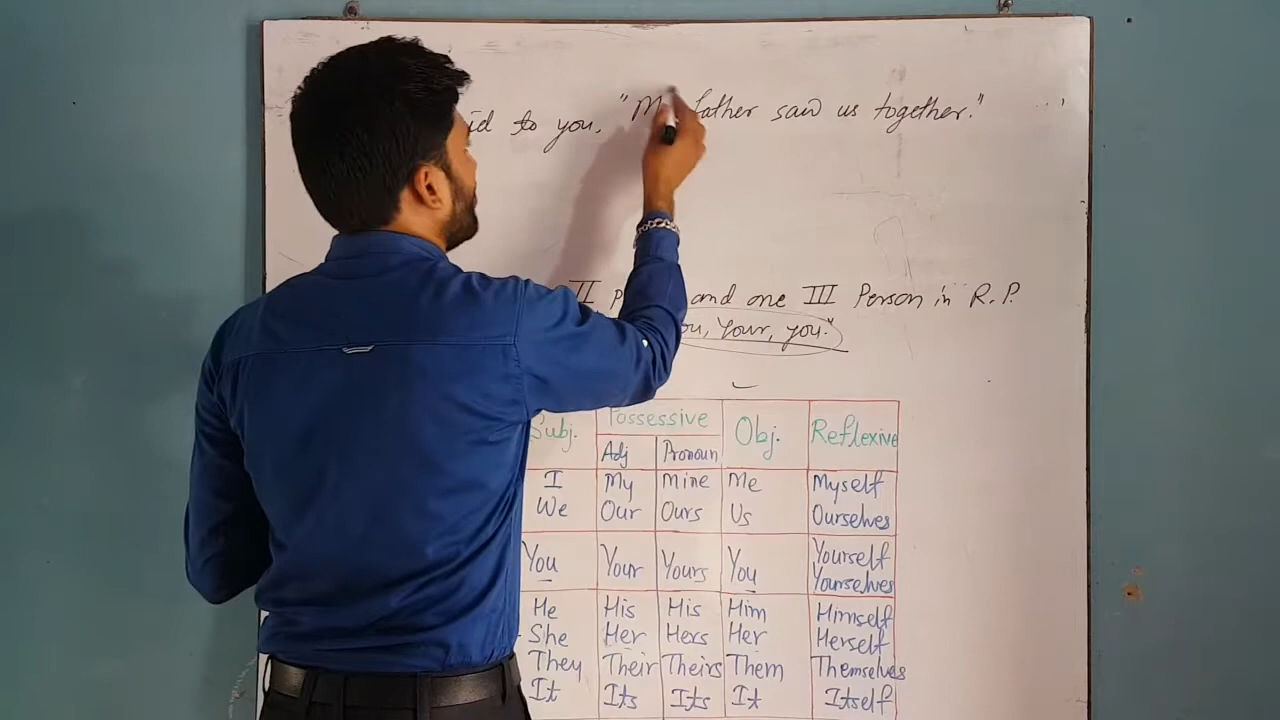 to you, "My father saw us together."
II and one III Person in R.P.
Your, you."
Subj. Possessive Obj. Reflexive
Adj Pronoun
I My Mine Me Myself
We Our Ours Us Ourselves
You Your Yours You Yourself
Yourselves
He His His Him Himself
She Her Hers Her Herself
They Their Theirs Them Themselves
It Its Its It Itself